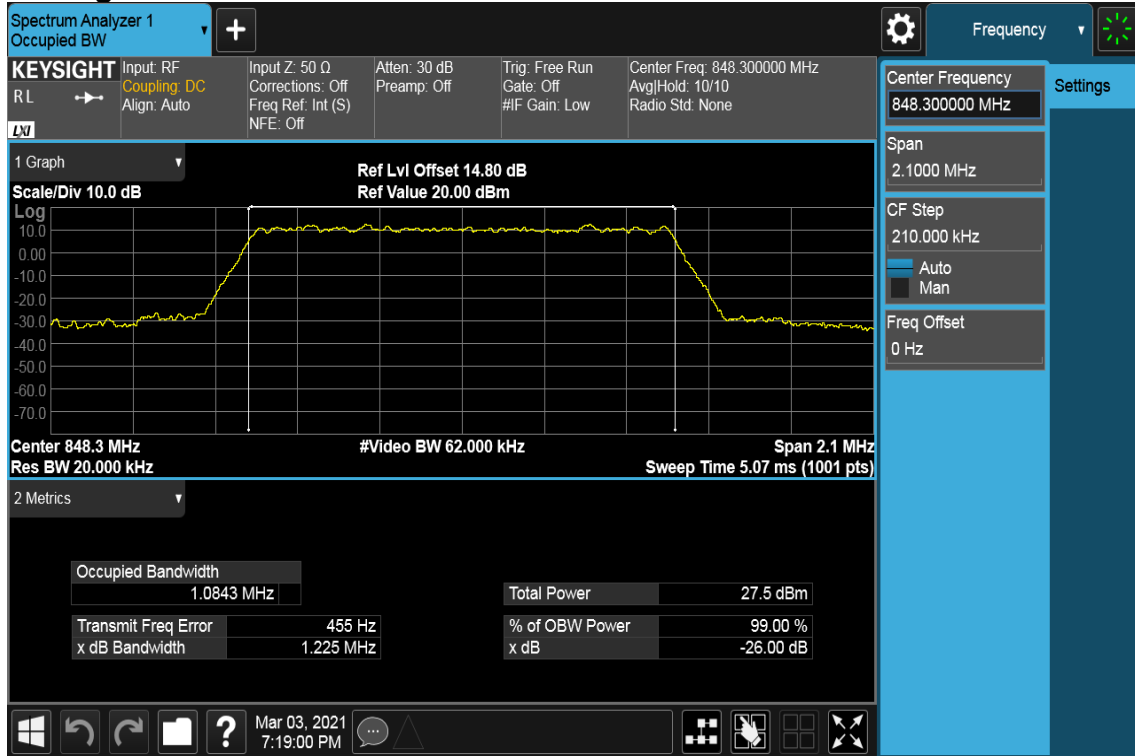 Spectrum Analyzer 1
Occupied BW
Frequency
KEYSIGHT
RL
LXI
Input: RF
Coupling: DC
Align: Auto
Input Z: 50 Ω
Corrections: Off
Freq Ref: Int (S)
NFE: Off
Atten: 30 dB
Preamp: Off
Trig: Free Run
Gate: Off
#IF Gain: Low
Center Freq: 848.300000 MHz
Avg|Hold: 10/10
Radio Std: None
1 Graph
Scale/Div 10.0 dB
Ref Lvl Offset 14.80 dB
Ref Value 20.00 dBm
Log
10.0
0.00
-10.0
-20.0
-30.0
-40.0
-50.0
-60.0
-70.0
Center 848.3 MHz
#Video BW 62.000 kHz
Span 2.1 MHz
Res BW 20.000 kHz
Sweep Time 5.07 ms (1001 pts)
2 Metrics
Occupied Bandwidth
1.0843 MHz
Total Power 27.5 dBm
Transmit Freq Error 455 Hz
% of OBW Power 99.00 %
x dB Bandwidth 1.225 MHz
x dB -26.00 dB
Center Frequency
848.300000 MHz
Settings
Span
2.1000 MHz
CF Step
210.000 kHz
Auto
Man
Freq Offset
0 Hz
?
Mar 03, 2021
7:19:00 PM